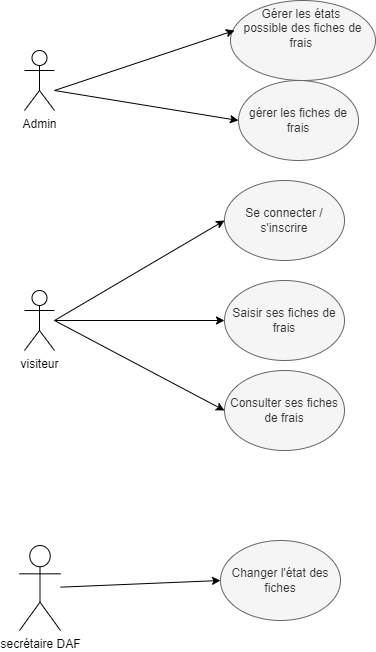 Gérer les états
possible des fiches de
frais
Admin
gérer les fiches de
frais
Se connecter /
s'inscrire
Saisir ses fiches de
frais
visiteur
Consulter ses fiches
de frais
Changer l'état des
fiches
secrétaire DAF